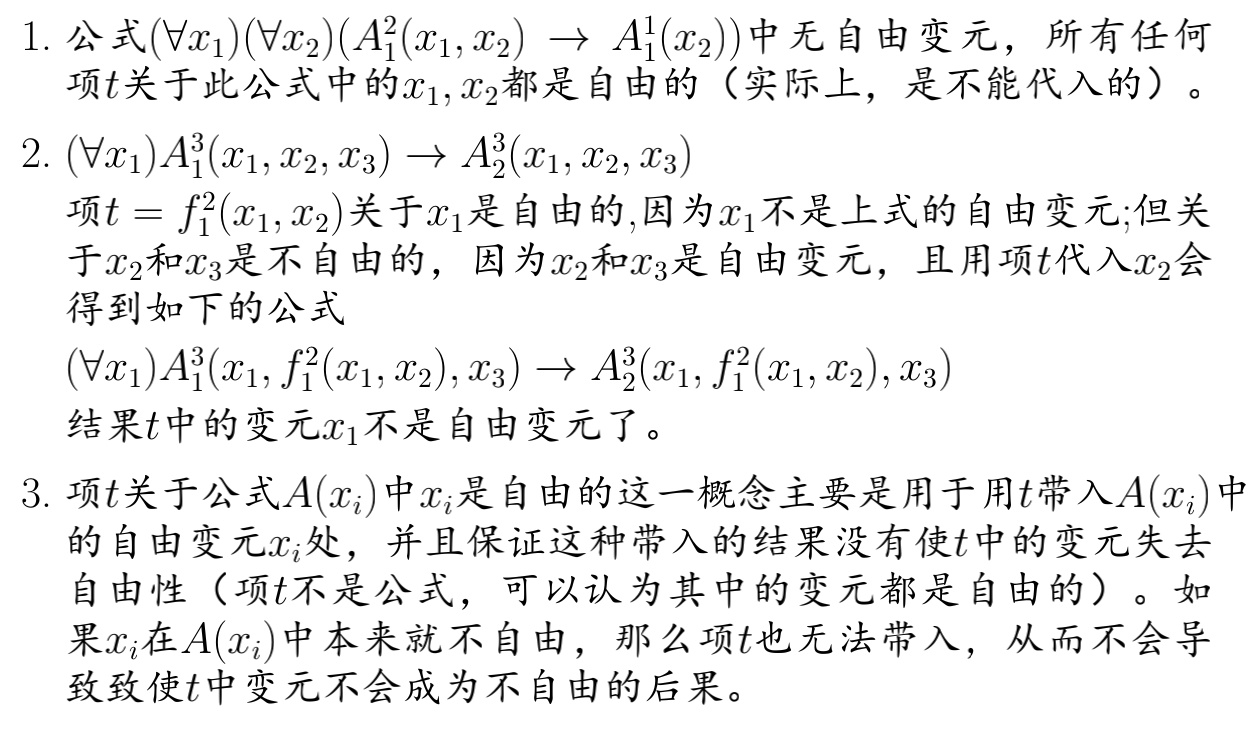 1. 公式$(\forall x_1)(\forall x_2)(A_1^2(x_1, x_2) \to A_1^1(x_2))$中无自由变元，所有任何
项$t$关于此公式中的$x_1, x_2$都是自由的（实际上，是不能代入的）。
2. $(\forall x_1)A_1^3(x_1, x_2, x_3) \to A_2^3(x_1, x_2, x_3)$
项$t = f_1^2(x_1, x_2)$关于$x_1$是自由的,因为$x_1$不是上式的自由变元;但关
于$x_2$和$x_3$是不自由的，因为$x_2$和$x_3$是自由变元，且用项$t$代入$x_2$会
得到如下的公式
$(\forall x_1)A_1^3(x_1, f_1^2(x_1, x_2), x_3) \to A_2^3(x_1, f_1^2(x_1, x_2), x_3)$
结果$t$中的变元$x_1$不是自由变元了。
3. 项$t$关于公式$A(x_i)$中$x_i$是自由的这一概念主要是用于用$t$带入$A(x_i)$中
的自由变元$x_i$处，并且保证这种带入的结果没有使$t$中的变元失去
自由性（项$t$不是公式，可以认为其中的变元都是自由的）。如
果$x_i$在$A(x_i)$中本来就不自由，那么项$t$也无法带入，从而不会导
致致使$t$中变元不会成为不自由的后果。